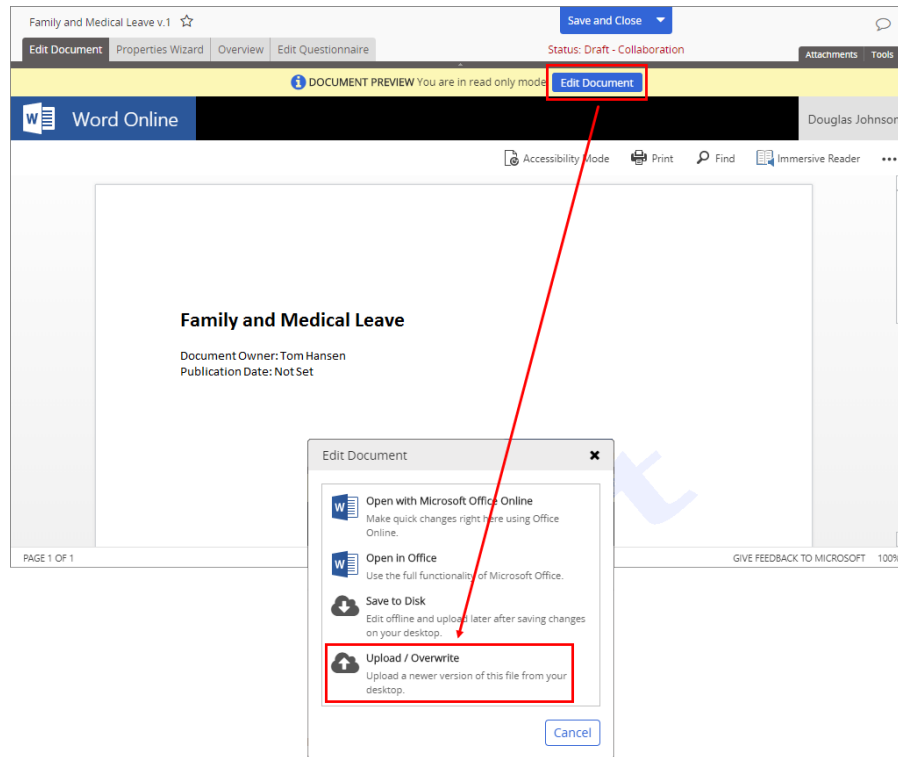 Family and Medical Leave v.1
Save and Close
Edit Document Properties Wizard Overview Edit Questionnaire
Status: Draft - Collaboration
Attachments Tools
DOCUMENT PREVIEW You are in read only mode Edit Document
W Word Online
Douglas Johnson
Accessibility Mode Print Find Immersive Reader
Family and Medical Leave
Document Owner: Tom Hansen
Publication Date: Not Set
Edit Document
Open with Microsoft Office Online
Make quick changes right here using Office
Online.
Open in Office
Use the full functionality of Microsoft Office.
Save to Disk
Edit offline and upload later after saving changes
on your desktop.
Upload / Overwrite
Upload a newer version of this file from your
desktop.
Cancel
PAGE 1 OF 1
GIVE FEEDBACK TO MICROSOFT 100%